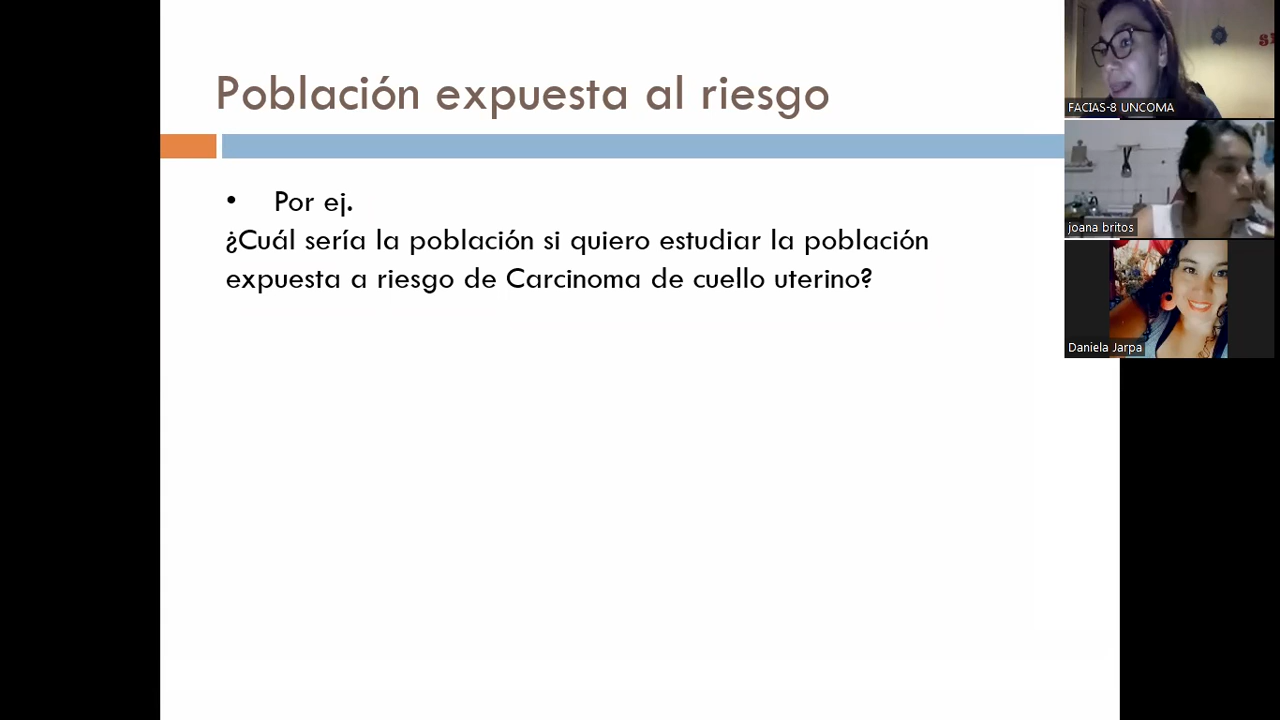 Población expuesta al riesgo
• Por ej.
¿Cuál sería la población si quiero estudiar la población
expuesta a riesgo de Carcinoma de cuello uterino?
FACIAS-8 UNCOMA
joana britos
Daniela Jarpa